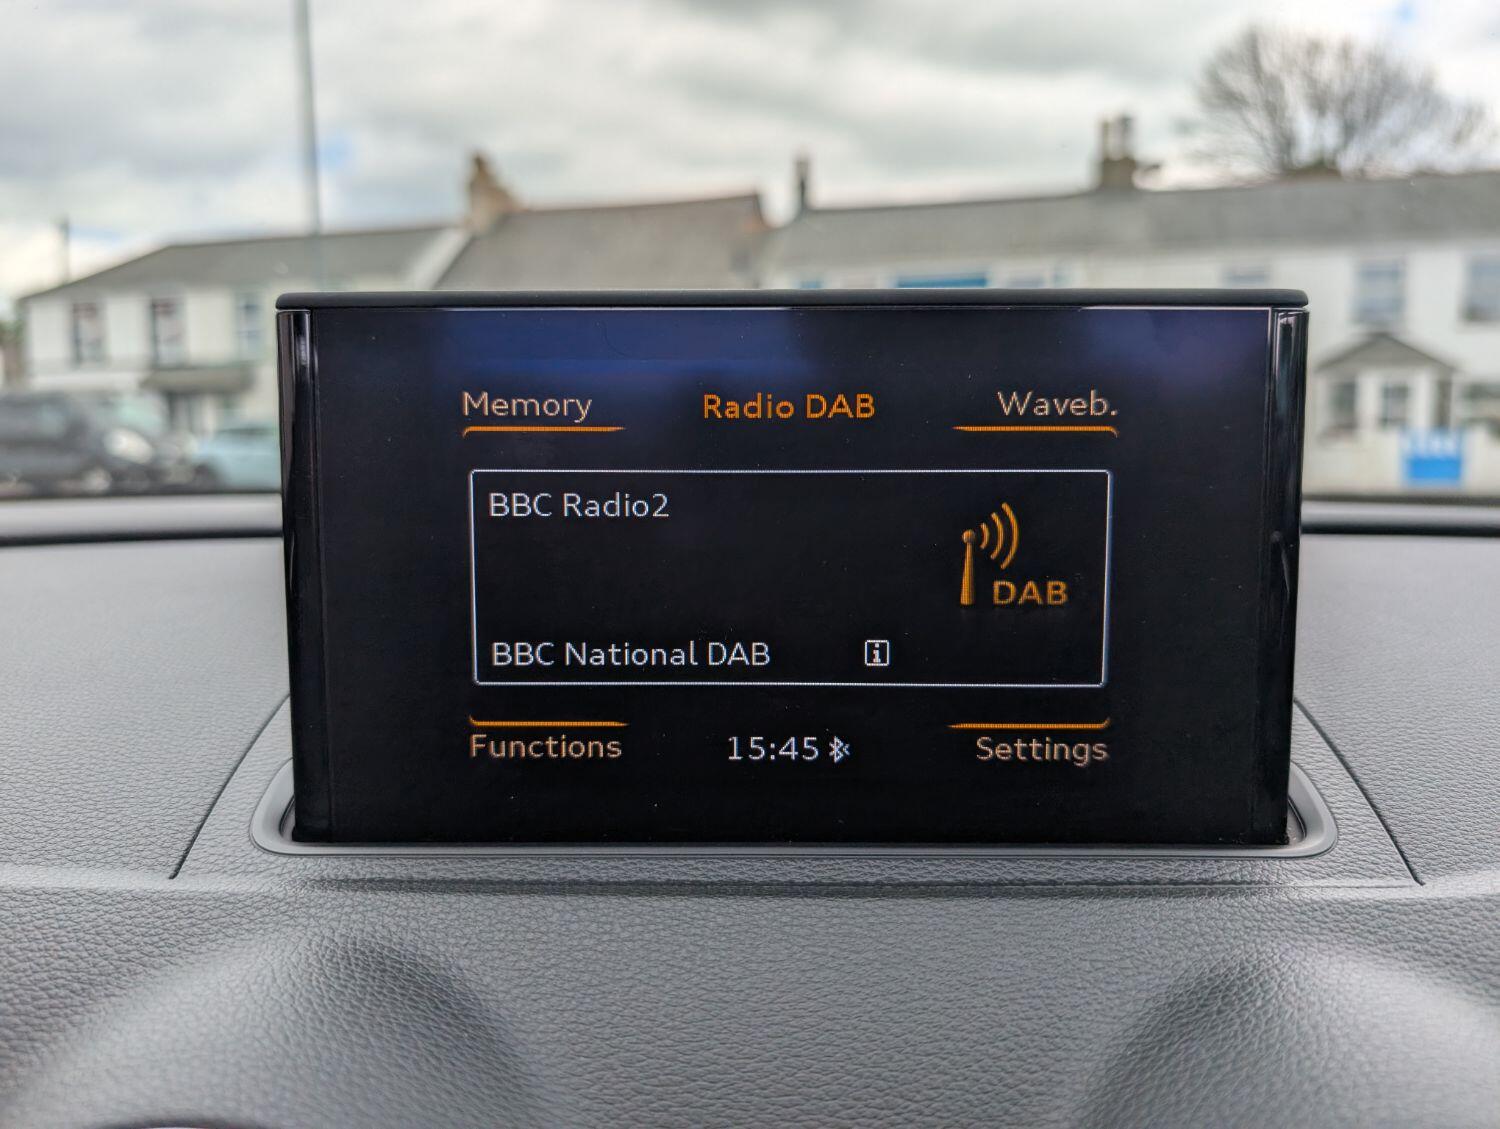 Memory
Radio DAB
Waveb.
BBC Radio2
DAB
BBC National DAB
i
Functions
15:45
Settings